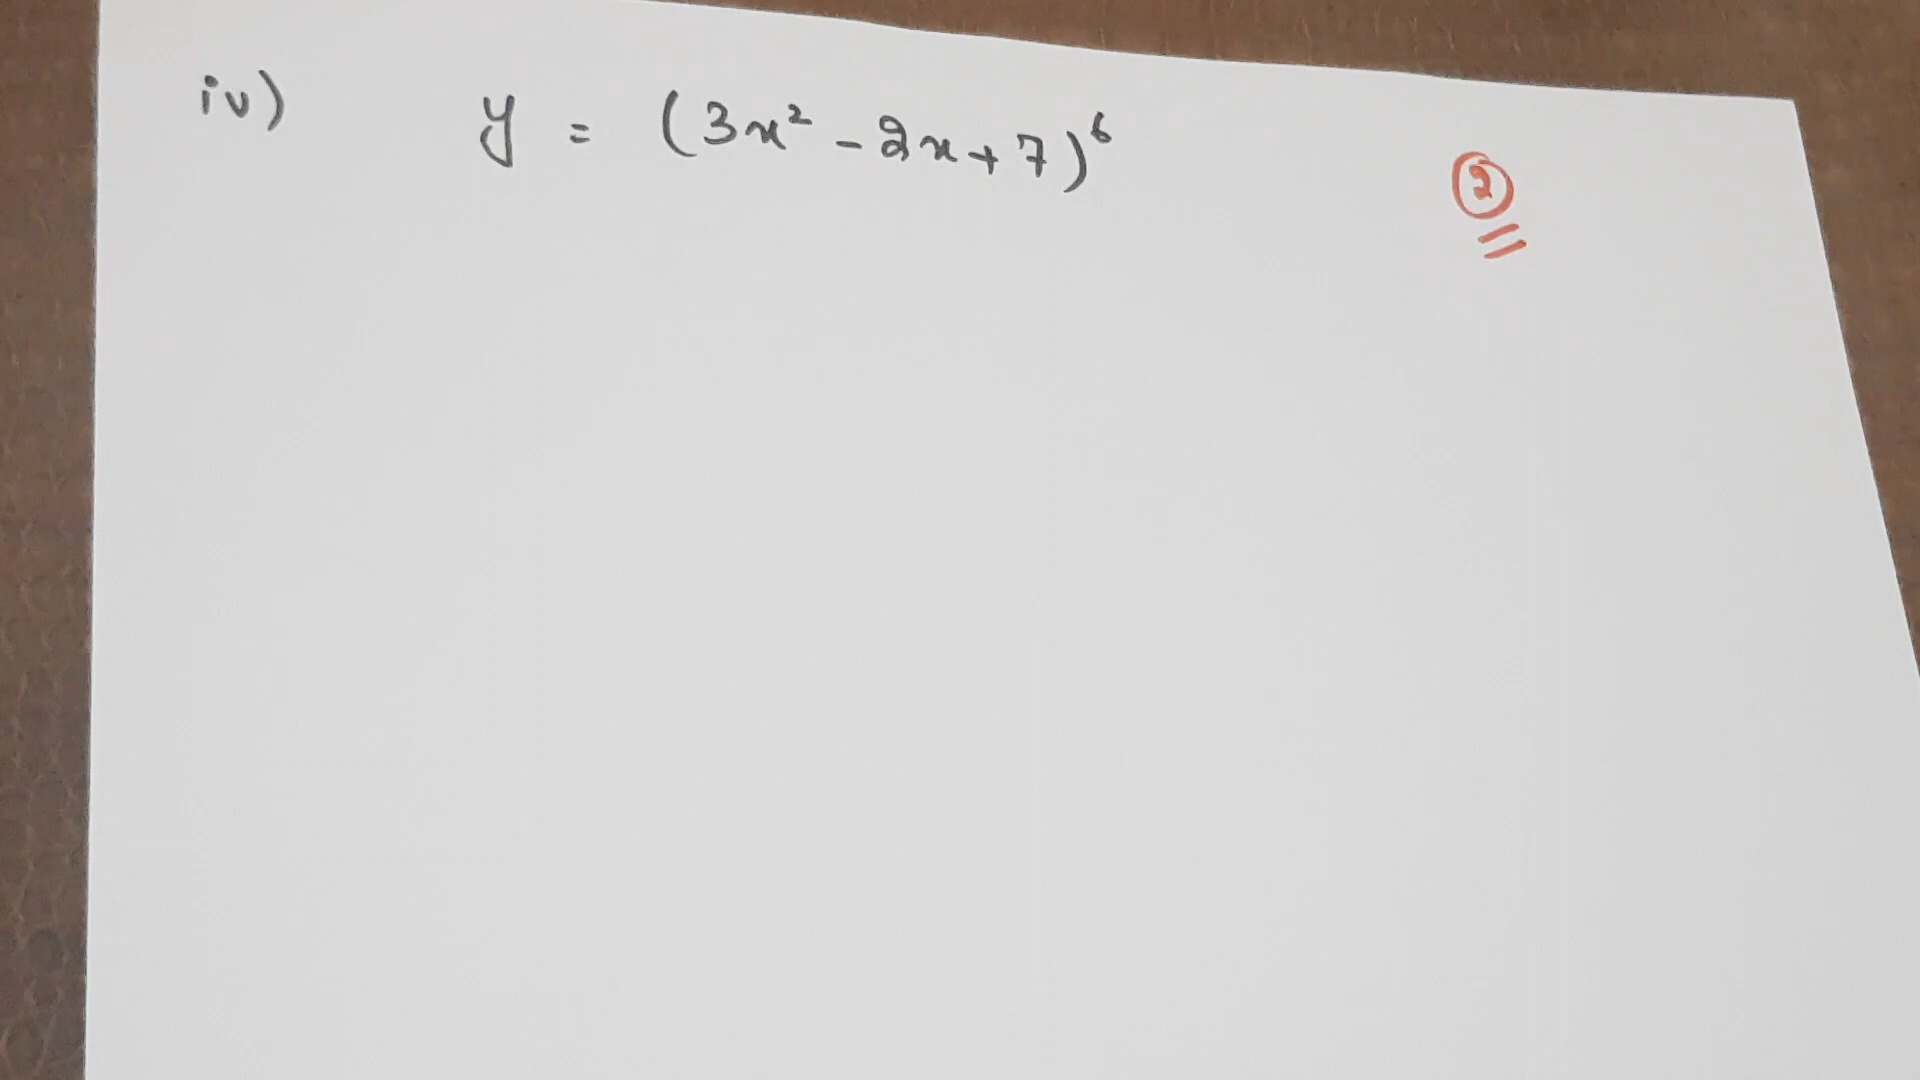 iv) y = (3x² - 2x + 7)⁶
2